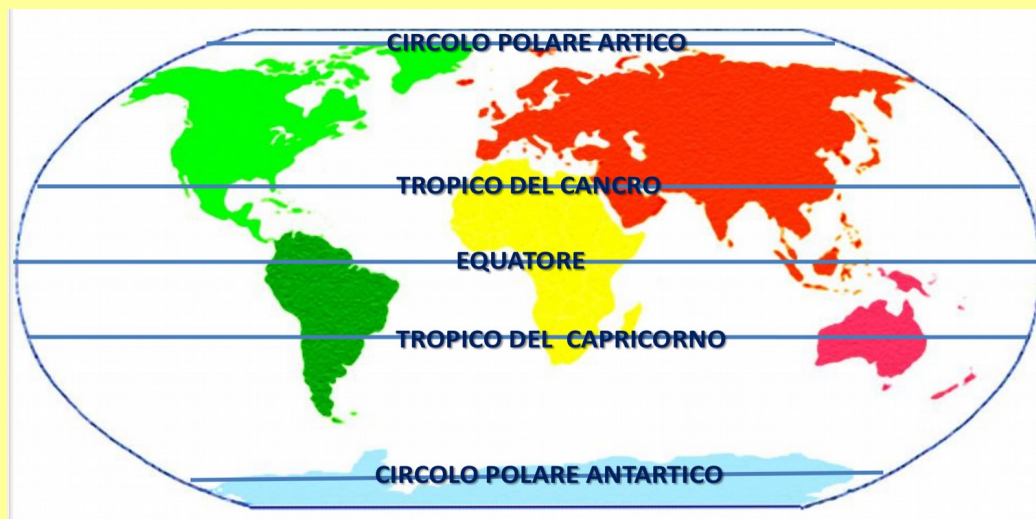 CIRCOLO POLARE ARTICO
TROPICO DEL CANCRO
EQUATORE
TROPICO DEL CAPRICORNO
CIRCOLO POLARE ANTARTICO